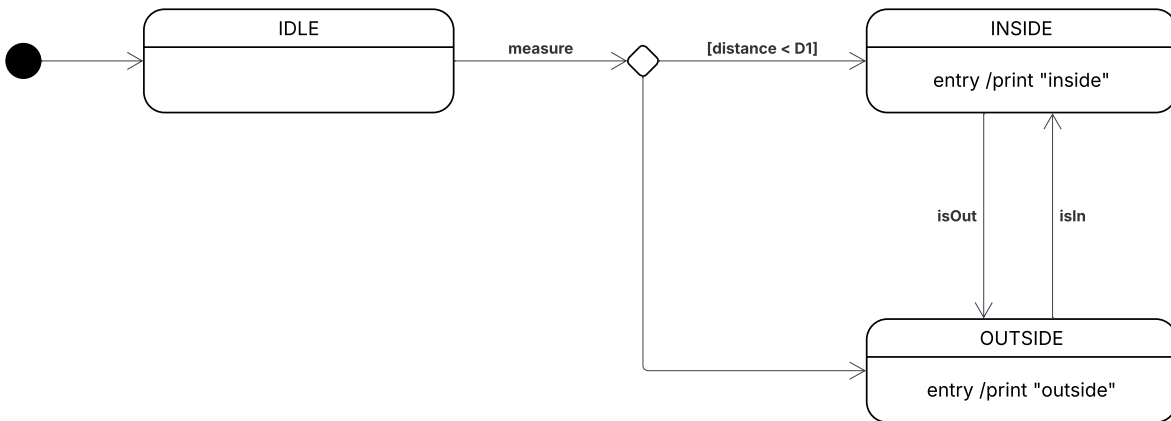 IDLE
measure
[distance < D1]
INSIDE
entry /print "inside"
isOut
isIn
OUTSIDE
entry /print "outside"